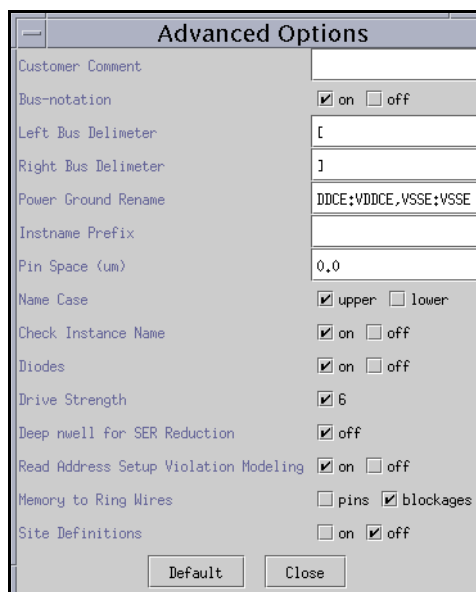 Advanced Options
Customer Comment
Bus-notation on off
Left Bus Delimeter [
Right Bus Delimeter ]
Power Ground Rename DDCE:VDDCE,VSSE:VSSE
Instname Prefix
Pin Space (um) 0.0
Name Case upper lower
Check Instance Name on off
Diodes on off
Drive Strength 6
Deep nwell for SER Reduction off
Read Address Setup Violation Modeling on off
Memory to Ring Wires pins blockages
Site Definitions on off
Default Close